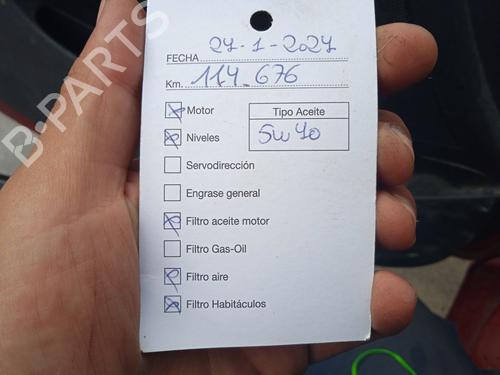 FECHA 24-1-2024
Km. 114.676
Motor
Tipo Aceite
Niveles
5w40
Servodirección
Engrase general
Filtro aceite motor
Filtro Gas-Oil
Filtro aire
Filtro Habitáculos
B-PARTS